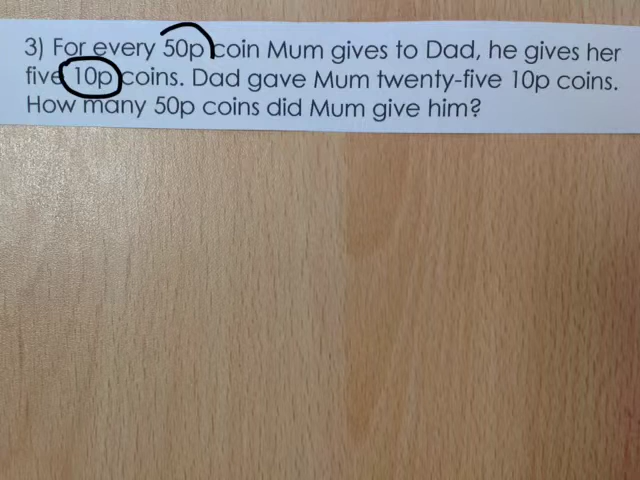 3) For every 50p coin Mum gives to Dad, he gives her
five 10p coins. Dad gave Mum twenty-five 10p coins.
How many 50p coins did Mum give him?